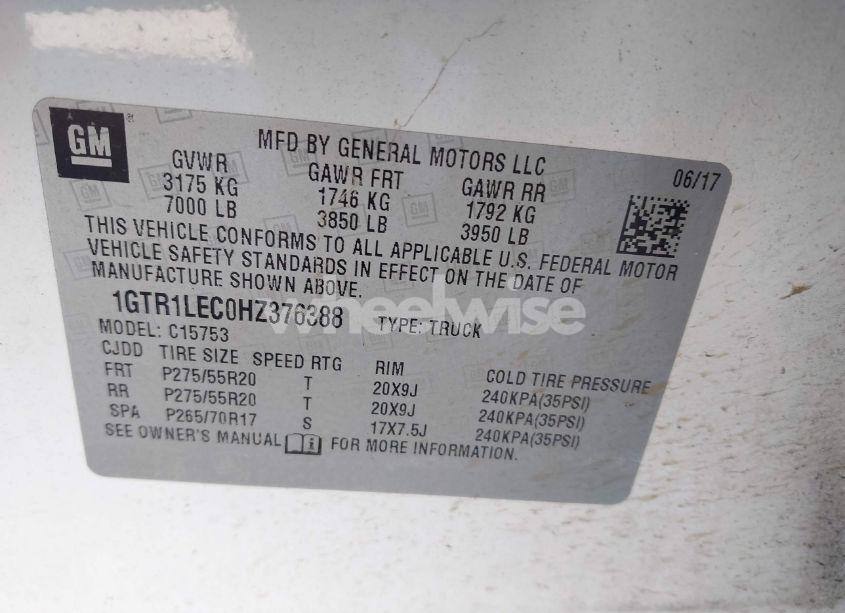 GM
MFD BY GENERAL MOTORS LLC
06/17
GVWR GAWR FRT GAWR RR
3175 KG 1746 KG 1792 KG
7000 LB 3850 LB 3950 LB
THIS VEHICLE CONFORMS TO ALL APPLICABLE U.S. FEDERAL MOTOR
VEHICLE SAFETY STANDARDS IN EFFECT ON THE DATE OF
MANUFACTURE SHOWN ABOVE.
1GTR1LEC0HZ376388 TYPE: TRUCK
wheelwise
MODEL: C15753
CJDD TIRE SIZE SPEED RTG RIM COLD TIRE PRESSURE
FRT P275/55R20 T 20X9J 240KPA(35PSI)
RR P275/55R20 T 20X9J 240KPA(35PSI)
SPA P265/70R17 S 17X7.5J 240KPA(35PSI)
SEE OWNER'S MANUAL FOR MORE INFORMATION.